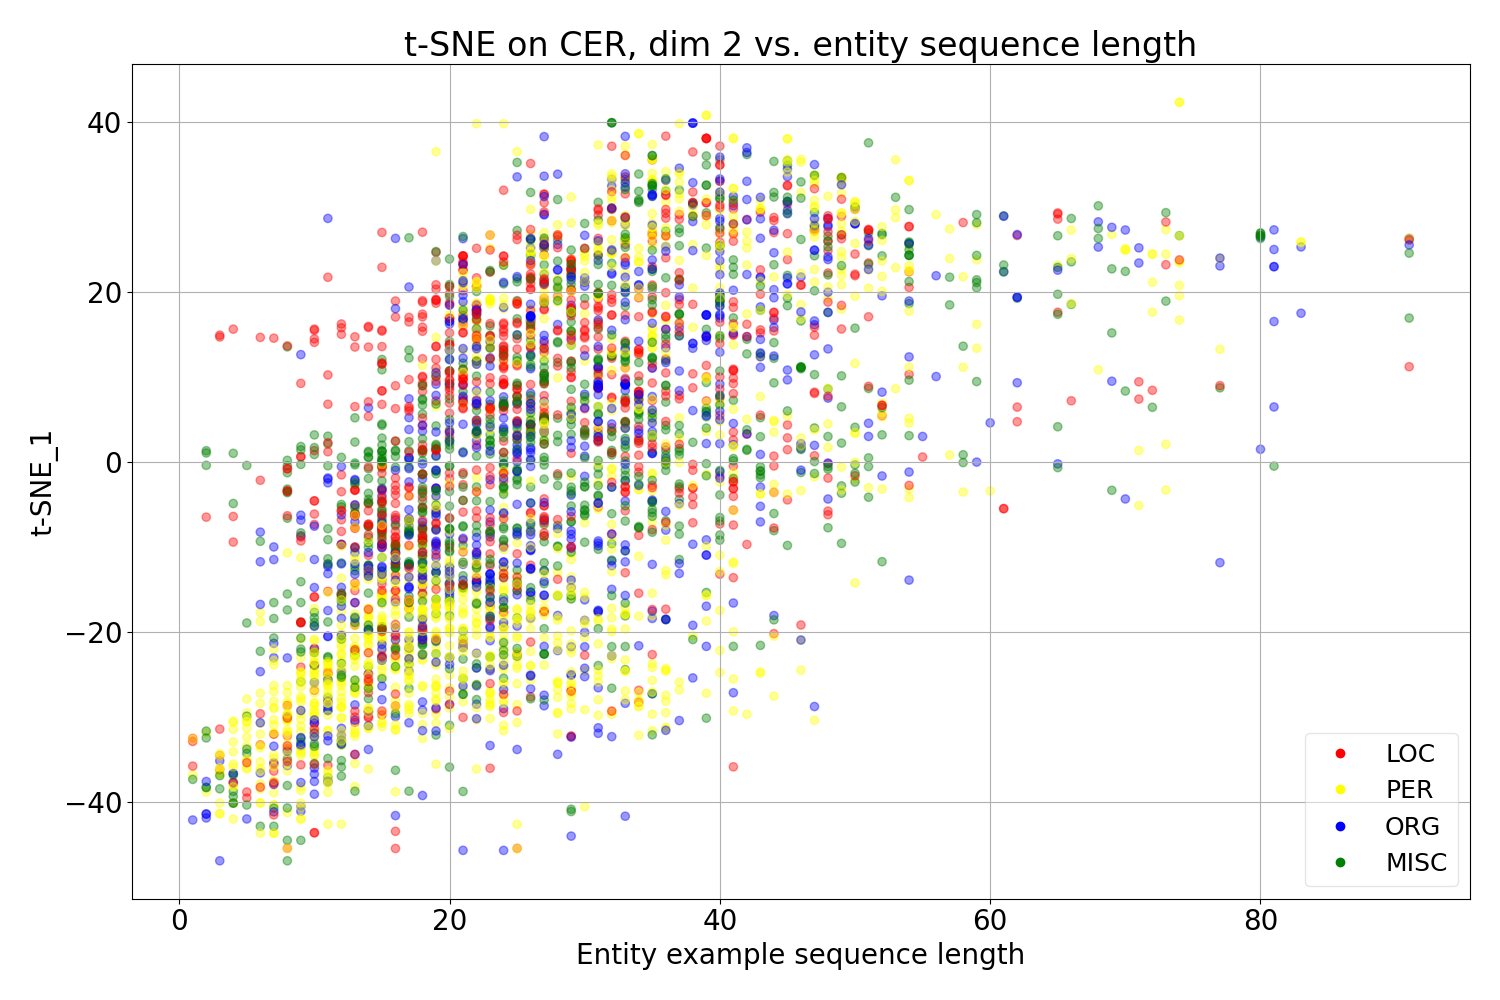 t-SNE on CER, dim 2 vs. entity sequence length
t-SNE_1
40
20
0
−20
−40
0 20 40 60 80
Entity example sequence length
LOC
PER
ORG
MISC